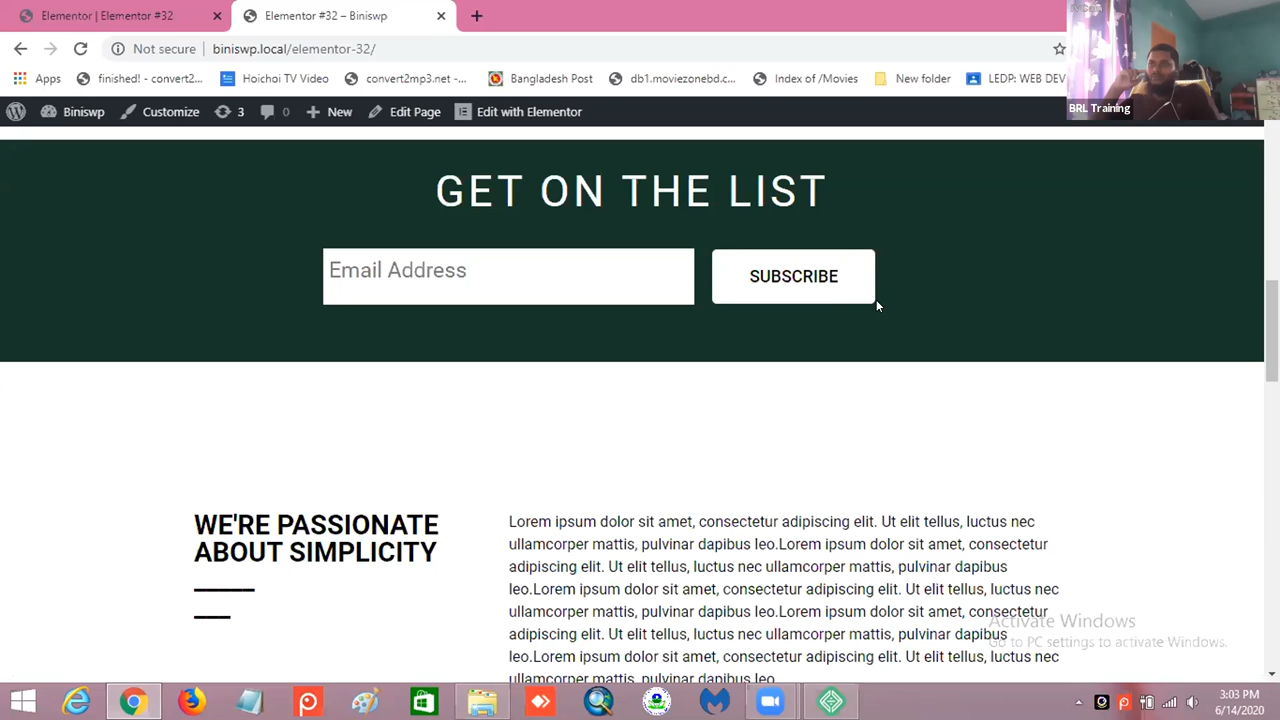 Elementor | Elementor #32
Elementor #32 – Biniswp
Not secure
biniswp.local/elementor-32/
Apps
finished! - convert2...
Hoichoi TV Video
convert2mp3.net -...
Bangladesh Post
db1.moviezonebd.c...
Index of /Movies
New folder
LEDP: WEB DEV
BRL Training
Biniswp
Customize
3
0
New
Edit Page
Edit with Elementor
GET ON THE LIST
Email Address
SUBSCRIBE
WE'RE PASSIONATE
ABOUT SIMPLICITY
Lorem ipsum dolor sit amet, consectetur adipiscing elit. Ut elit tellus, luctus nec
ullamcorper mattis, pulvinar dapibus leo.Lorem ipsum dolor sit amet, consectetur
adipiscing elit. Ut elit tellus, luctus nec ullamcorper mattis, pulvinar dapibus
leo.Lorem ipsum dolor sit amet, consectetur adipiscing elit. Ut elit tellus, luctus nec
ullamcorper mattis, pulvinar dapibus leo.Lorem ipsum dolor sit amet, consectetur
adipiscing elit. Ut elit tellus, luctus nec ullamcorper mattis, pulvinar dapibus
leo.Lorem ipsum dolor sit amet, consectetur adipiscing elit. Ut elit tellus, luctus nec
ullamcorper mattis, pulvinar dapibus leo.
Activate Windows
Go to PC settings to activate Windows.
3:03 PM
6/14/2020